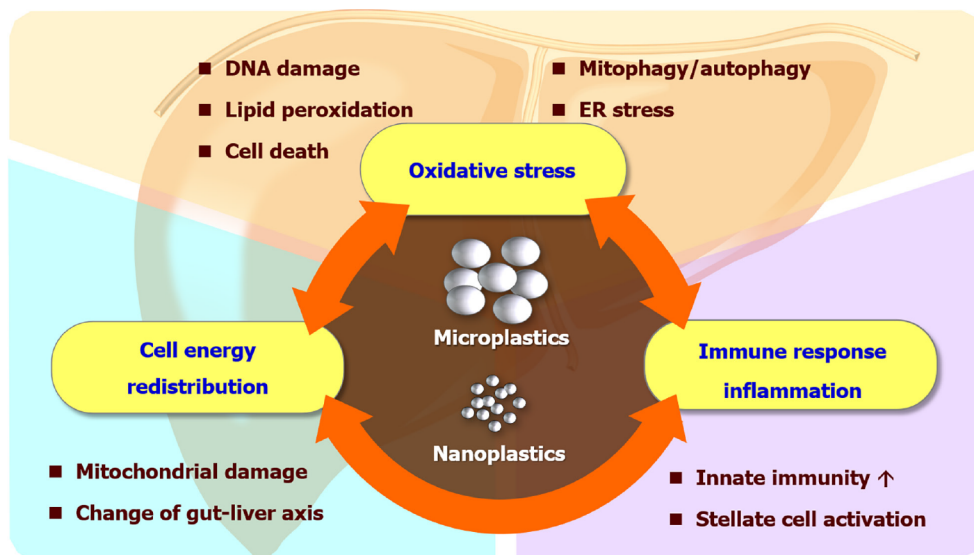 ■ DNA damage
■ Lipid peroxidation
■ Cell death
■ Mitophagy/autophagy
■ ER stress
Oxidative stress
Microplastics
Cell energy
redistribution
Immune response
inflammation
Nanoplastics
■ Mitochondrial damage
■ Change of gut-liver axis
■ Innate immunity ↑
■ Stellate cell activation